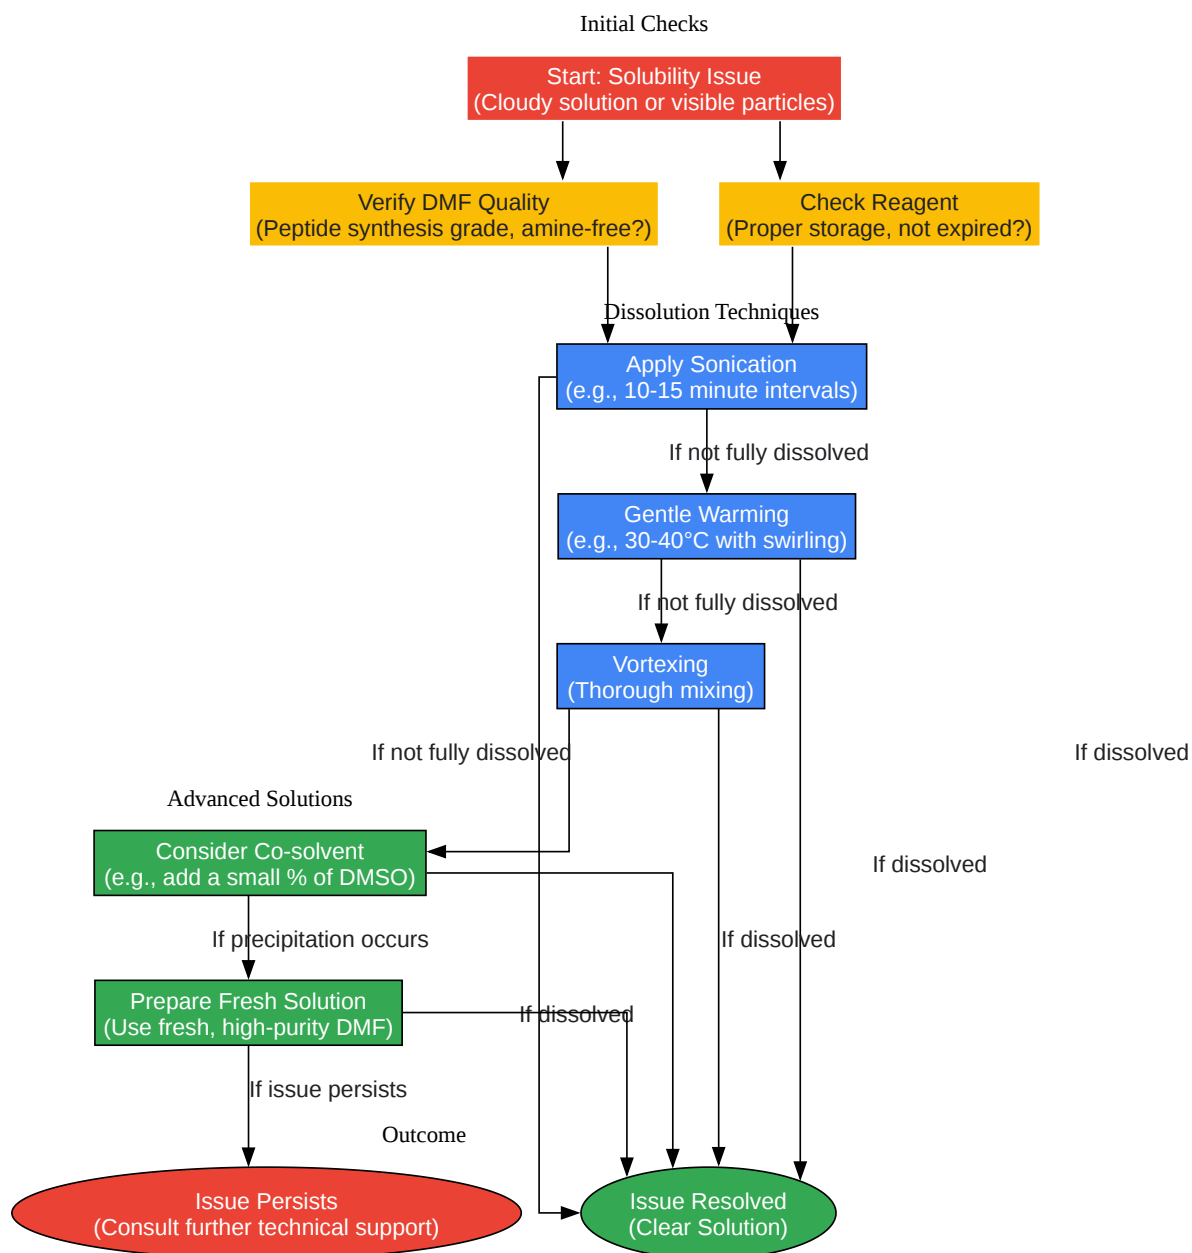 Initial Checks
Start: Solubility Issue
(Cloudy solution or visible particles)
Verify DMF Quality
(Peptide synthesis grade, amine-free?)
Check Reagent
(Proper storage, not expired?)
Dissolution Techniques
Apply Sonication
(e.g., 10-15 minute intervals)
If not fully dissolved
Gentle Warming
(e.g., 30-40°C with swirling)
If not fully dissolved
Vortexing
(Thorough mixing)
If not fully dissolved
If dissolved
Advanced Solutions
Consider Co-solvent
(e.g., add a small % of DMSO)
If dissolved
If precipitation occurs
If dissolved
Prepare Fresh Solution
(Use fresh, high-purity DMF)
If dissolved
If issue persists
Outcome
Issue Persists
(Consult further technical support)
Issue Resolved
(Clear Solution)